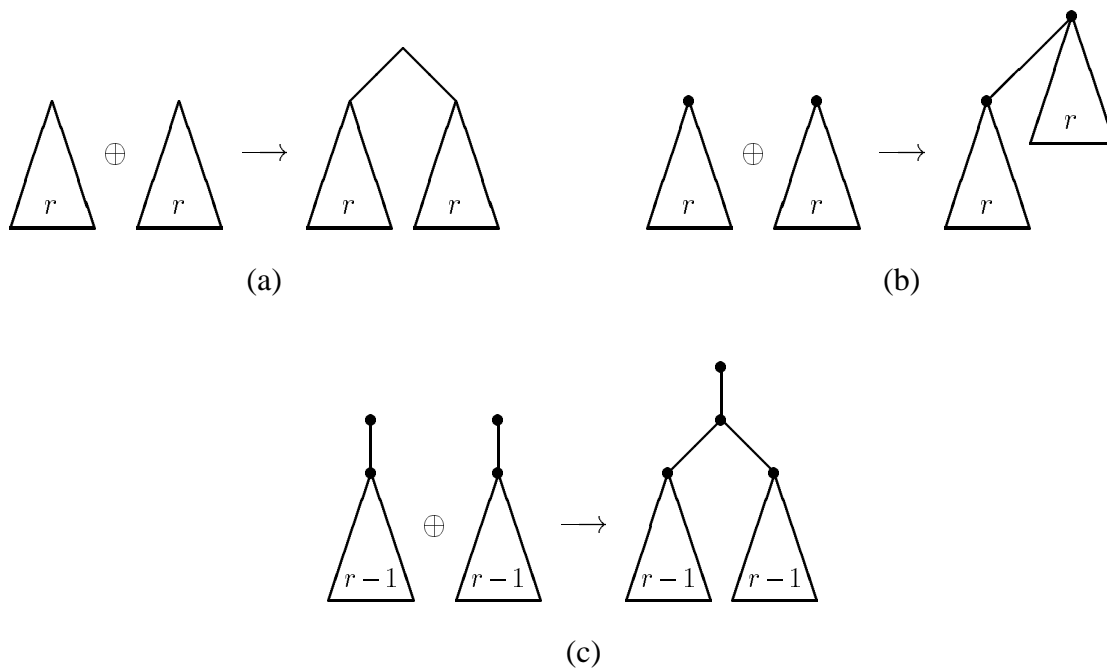 r ⊕ r ⟶ r r
(a)
r ⊕ r ⟶ r r
(b)
r − 1 ⊕ r − 1 ⟶ r − 1 r − 1
(c)